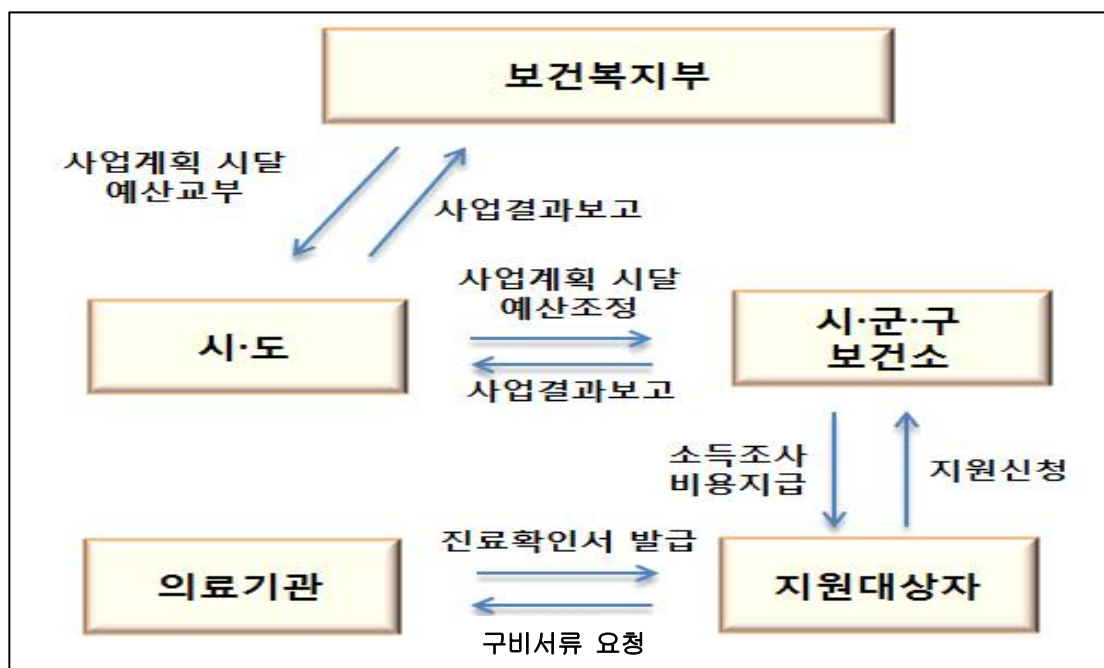 보건복지부
사업계획 시달
예산교부
사업결과보고
사업계획 시달
예산조정
시·도
시·군·구
보건소
사업결과보고
소득조사
비용지급
지원신청
진료확인서 발급
의료기관
지원대상자
구비서류 요청